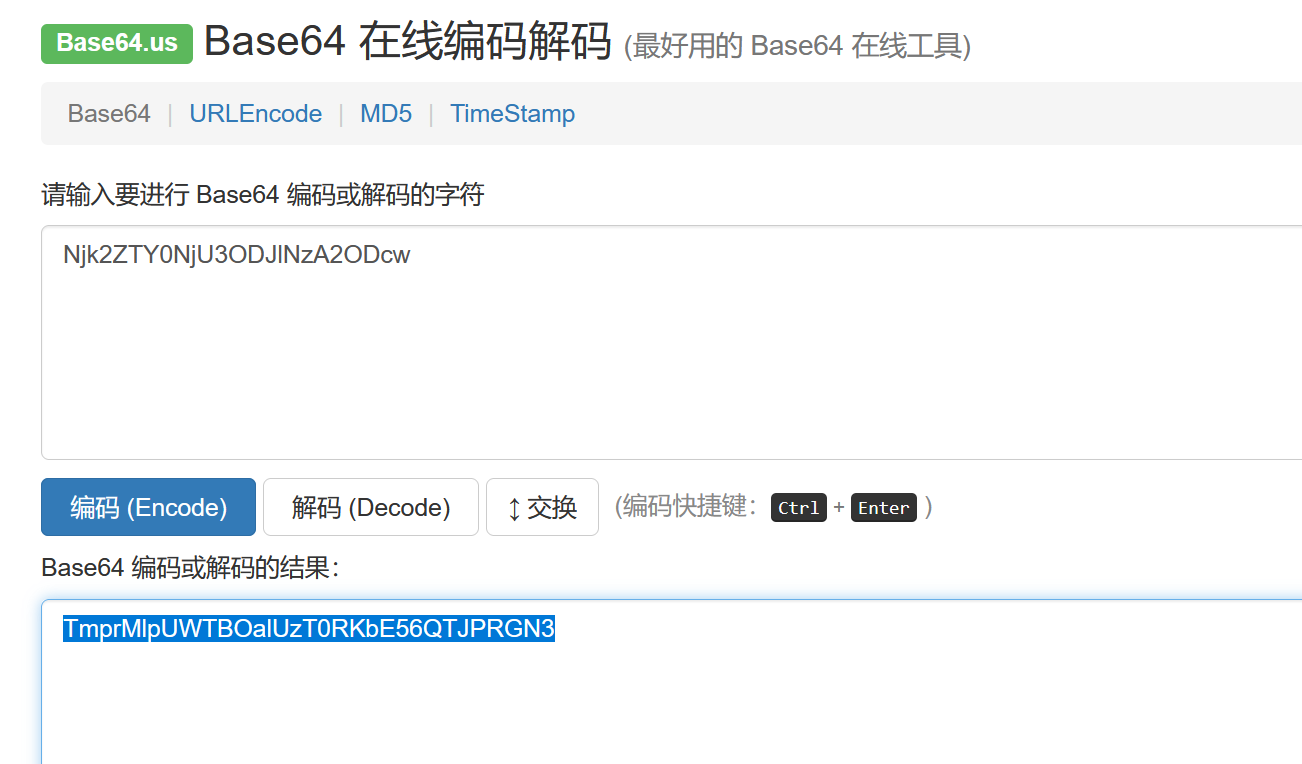 Base64.us Base64 在线编码解码 (最好用的 Base64 在线工具)
Base64 | URLEncode | MD5 | TimeStamp
请输入要进行 Base64 编码或解码的字符
Njk2ZTY0NjU3ODJlNzA2ODcw
编码 (Encode) 解码 (Decode) ↕ 交换 (编码快捷键: Ctrl + Enter )
Base64 编码或解码的结果:
TmprMlpUWTBOalUzT0RKbE56QTJPRGN3